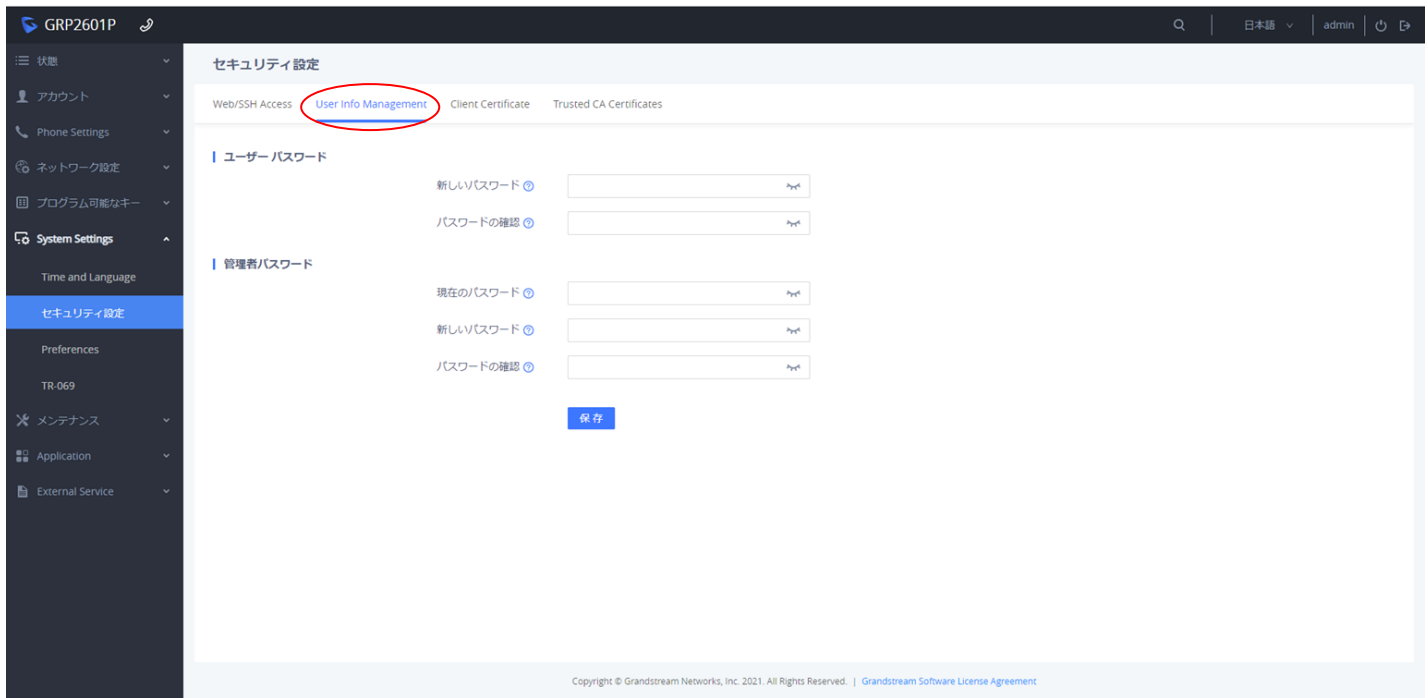 GRP2601P
日本語
admin
状態
アカウント
Phone Settings
ネットワーク設定
プログラム可能なキー
System Settings
Time and Language
セキュリティ設定
Preferences
TR-069
メンテナンス
Application
External Service
セキュリティ設定
Web/SSH Access User Info Management Client Certificate Trusted CA Certificates
ユーザー パスワード
新しいパスワード
パスワードの確認
管理者パスワード
現在のパスワード
新しいパスワード
パスワードの確認
保存
Copyright © Grandstream Networks, Inc. 2021. All Rights Reserved. | Grandstream Software License Agreement